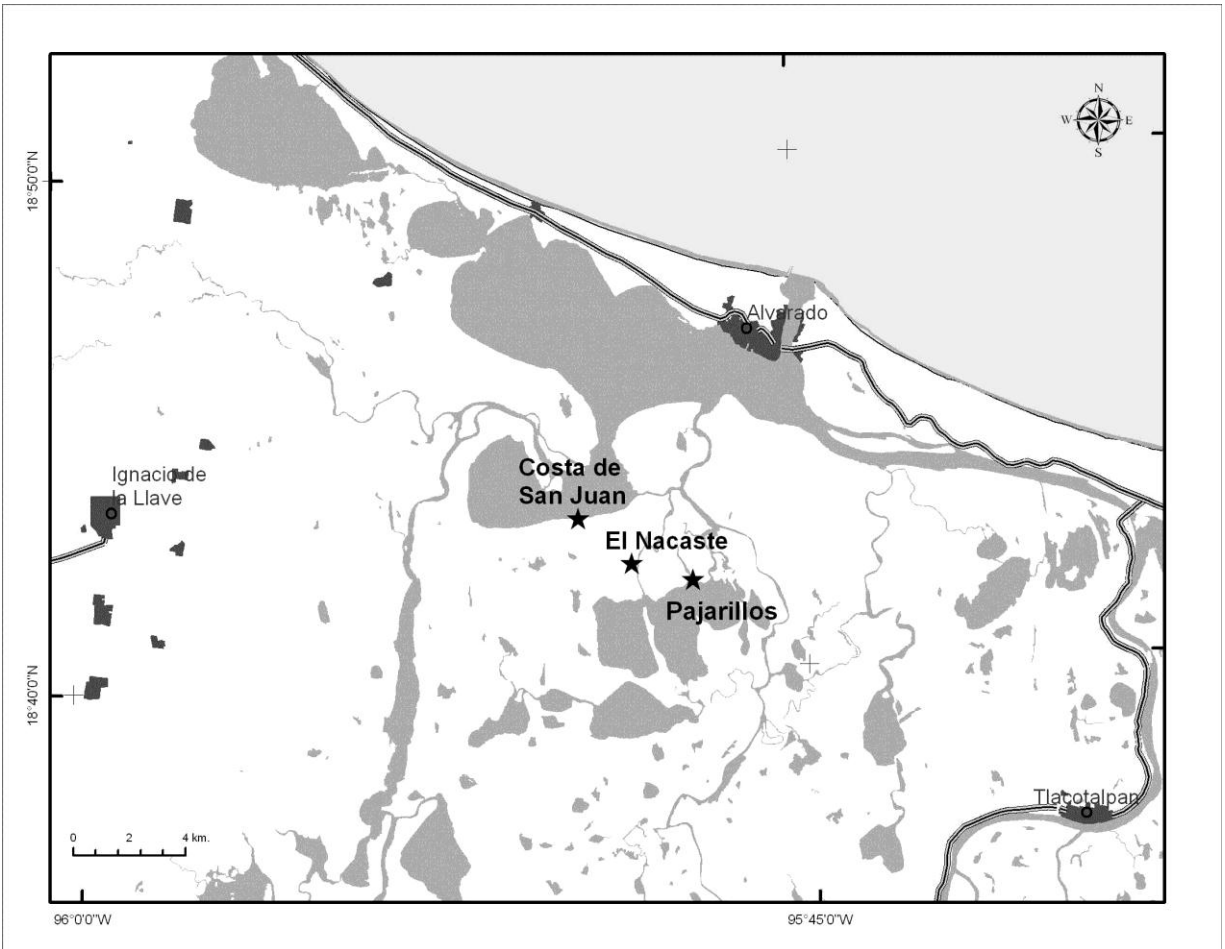 N
W E
S
18°50'0"N
Alvarado
Ignacio de
la Llave
Costa de
San Juan
El Nacaste
Pajarillos
18°40'0"N
Tlacotalpan
0 2 4 km.
96°0'0"W
95°45'0"W